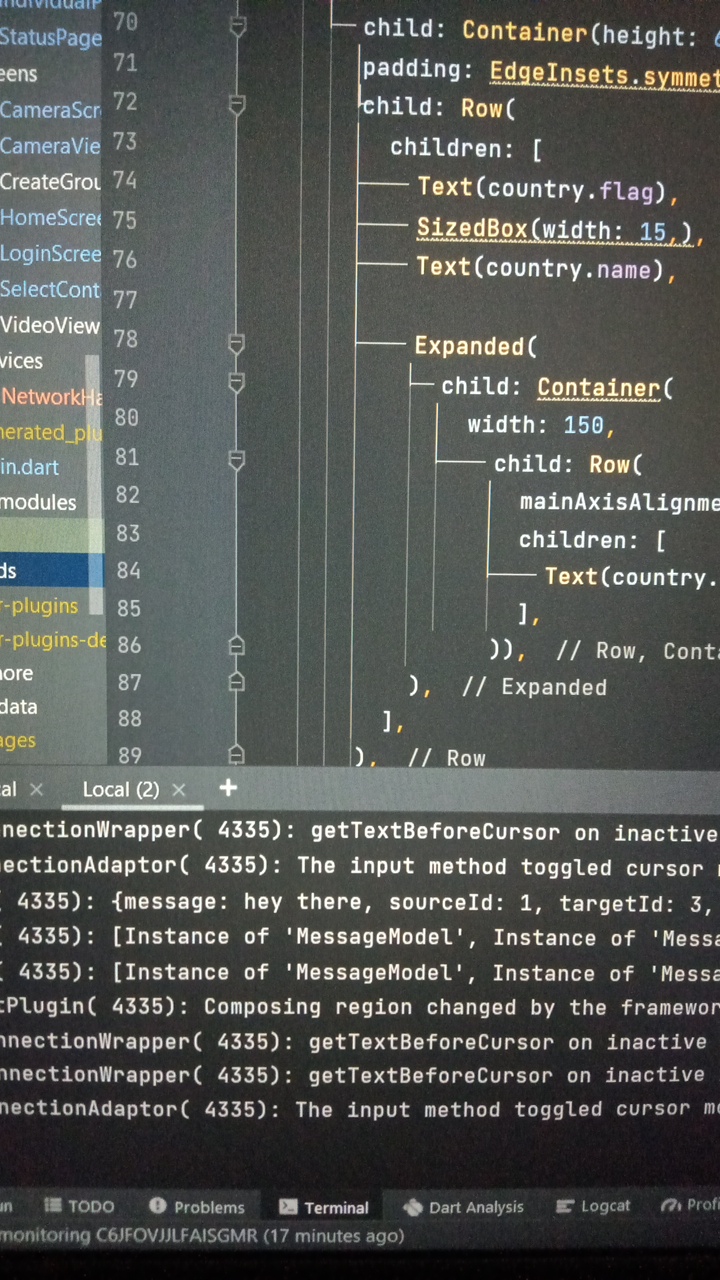 StatusPage
CameraScr
CameraVie
CreateGrou
HomeScree
LoginScree
SelectCont
VideoView
vices
NetworkHa
nerated_plu
in.dart
modules
ds
r-plugins
r-plugins-de
data
ages
70 child: Container(height: 6
71 padding: EdgeInsets.symmet
72 child: Row(
73 children: [
74 Text(country.flag),
75 SizedBox(width: 15,),
76 Text(country.name),
77
78 Expanded(
79 child: Container(
80 width: 150,
81 child: Row(
82 mainAxisAlignme
83 children: [
84 Text(country.
85 ],
86 )), // Row, Conta
87 ), // Expanded
88 ],
89 ), // Row
al × Local (2) × +
nnectionWrapper( 4335): getTextBeforeCursor on inactive
nectionAdaptor( 4335): The input method toggled cursor m
( 4335): {message: hey there, sourceId: 1, targetId: 3,
( 4335): [Instance of 'MessageModel', Instance of 'Messa
( 4335): [Instance of 'MessageModel', Instance of 'Messa
tPlugin( 4335): Composing region changed by the framewor
nnectionWrapper( 4335): getTextBeforeCursor on inactive
nnectionWrapper( 4335): getTextBeforeCursor on inactive
nectionAdaptor( 4335): The input method toggled cursor mo
un TODO Problems Terminal Dart Analysis Logcat Profi
monitoring C6JFOVJJLFAISGMR (17 minutes ago)